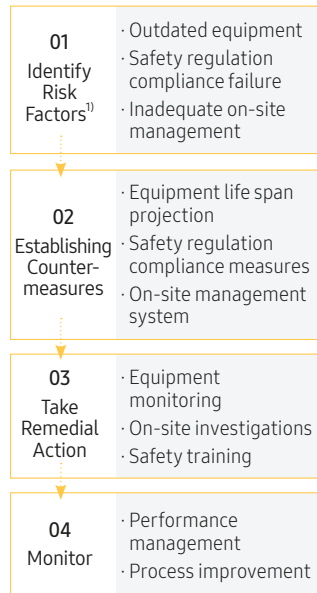 01
Identify
Risk
Factors¹⁾
· Outdated equipment
· Safety regulation
compliance failure
· Inadequate on-site
management
02
Establishing
Counter-
measures
· Equipment life span
projection
· Safety regulation
compliance measures
· On-site management
system
03
Take
Remedial
Action
· Equipment
monitoring
· On-site investigations
· Safety training
04
Monitor
· Performance
management
· Process improvement